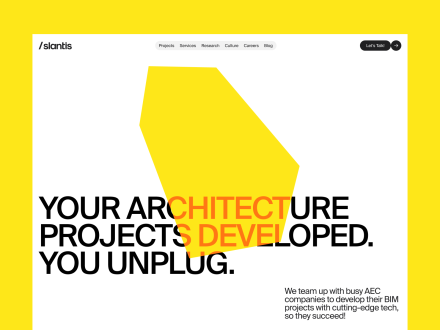 /slantis
Projects Services Research Culture Careers Blog
Let's Talk!
YOUR ARCHITECTURE
PROJECTS DEVELOPED.
YOU UNPLUG.
We team up with busy AEC
companies to develop their BIM
projects with cutting-edge tech,
so they succeed!